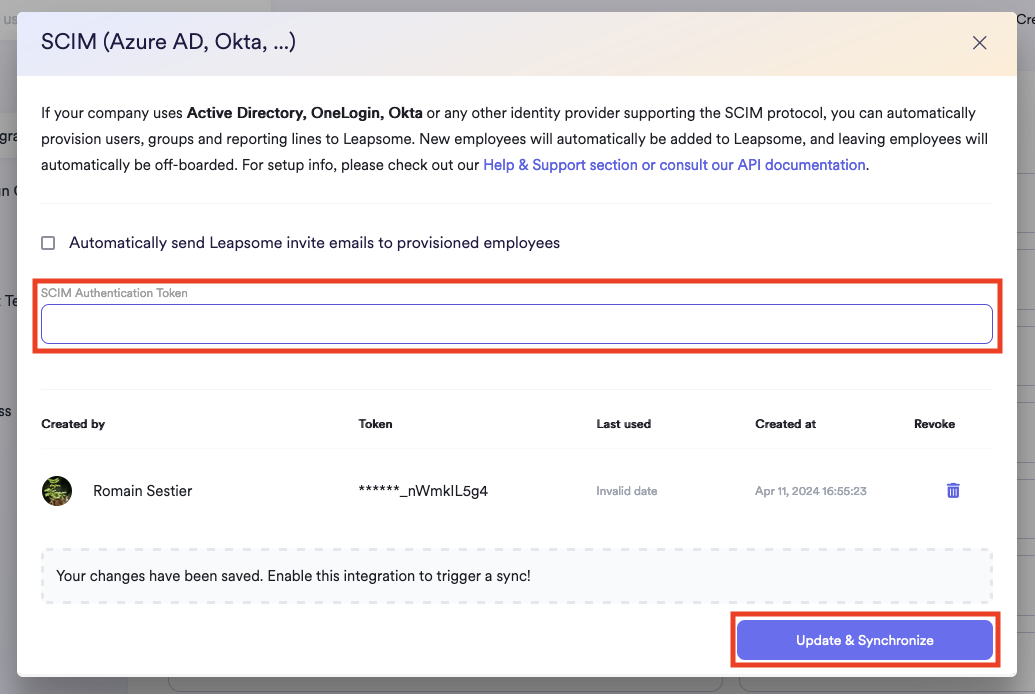 SCIM (Azure AD, Okta, ...)
If your company uses Active Directory, OneLogin, Okta or any other identity provider supporting the SCIM protocol, you can automatically
provision users, groups and reporting lines to Leapsome. New employees will automatically be added to Leapsome, and leaving employees will
automatically be off-boarded. For setup info, please check out our Help & Support section or consult our API documentation.
Automatically send Leapsome invite emails to provisioned employees
SCIM Authentication Token
Created by Token Last used Created at Revoke
Romain Sestier ******_nWmkIL5g4 Invalid date Apr 11, 2024 16:55:23
Your changes have been saved. Enable this integration to trigger a sync!
Update & Synchronize